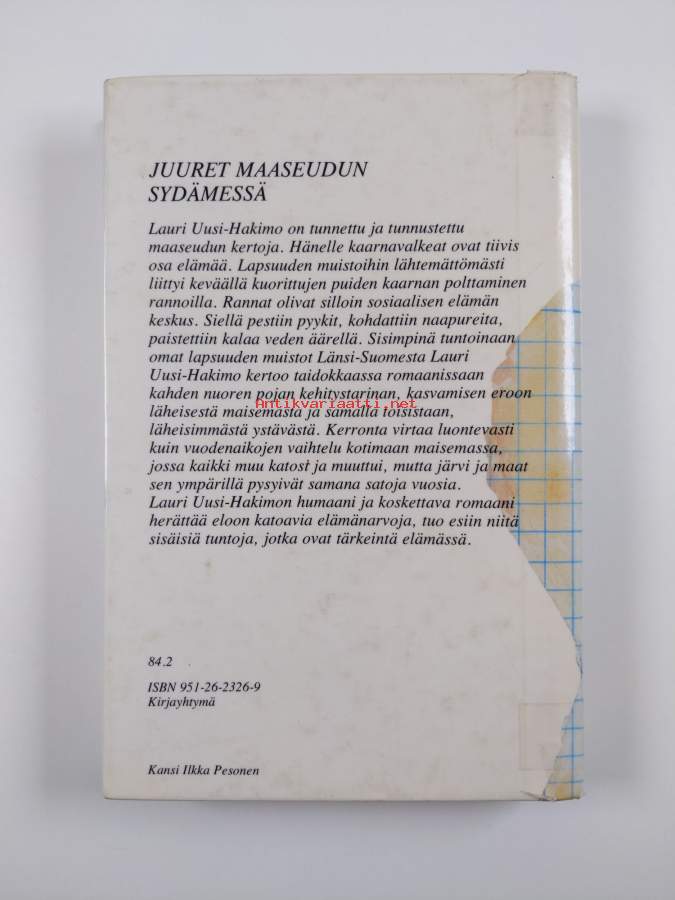 JUURET MAASEUDUN
SYDÄMESSÄ
Lauri Uusi-Hakimo on tunnettu ja tunnustettu
maaseudun kertoja. Hänelle kaarnavalkeat ovat tiivis
osa elämää. Lapsuuden muistoihin lähtemättömästi
liittyi keväällä kuorittujen puiden kaarnan polttaminen
rannoilla. Rannat olivat silloin sosiaalisen elämän
keskus. Siellä pestiin pyykit, kohdattiin naapureita,
paistettiin kalaa veden äärellä. Sisimpinä tuntoinaan
omat lapsuuden muistot Länsi-Suomesta Lauri
Uusi-Hakimo kertoo taidokkaassa romaanissaan
kahden nuoren pojan kehitystarinan, kasvamisen eroon
Antikvariaatti.net
läheisestä maisemasta ja samalla toisistaan,
läheisimmästä ystävästä. Kerronta virtaa luontevasti
kuin vuodenaikojen vaihtelu kotimaan maisemassa,
jossa kaikki muu katosi ja muuttui, mutta järvi ja maat
sen ympärillä pysyivät samana satoja vuosia.
Lauri Uusi-Hakimon humaani ja koskettava romaani
herättää eloon katoavia elämänarvoja, tuo esiin niitä
sisäisiä tuntoja, jotka ovat tärkeintä elämässä.
84.2
ISBN 951-26-2326-9
Kirjayhtymä
Kansi Ilkka Pesonen